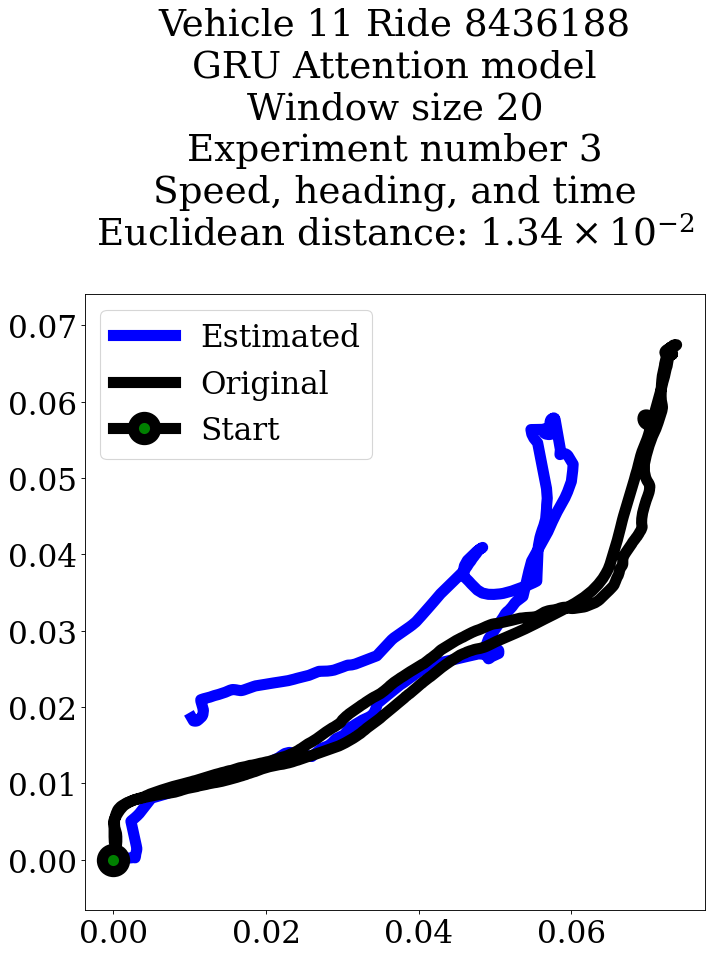 Vehicle 11 Ride 8436188
GRU Attention model
Window size 20
Experiment number 3
Speed, heading, and time
Euclidean distance: 1.34 × 10⁻²
Estimated
Original
Start
0.07
0.06
0.05
0.04
0.03
0.02
0.01
0.00
0.00 0.02 0.04 0.06